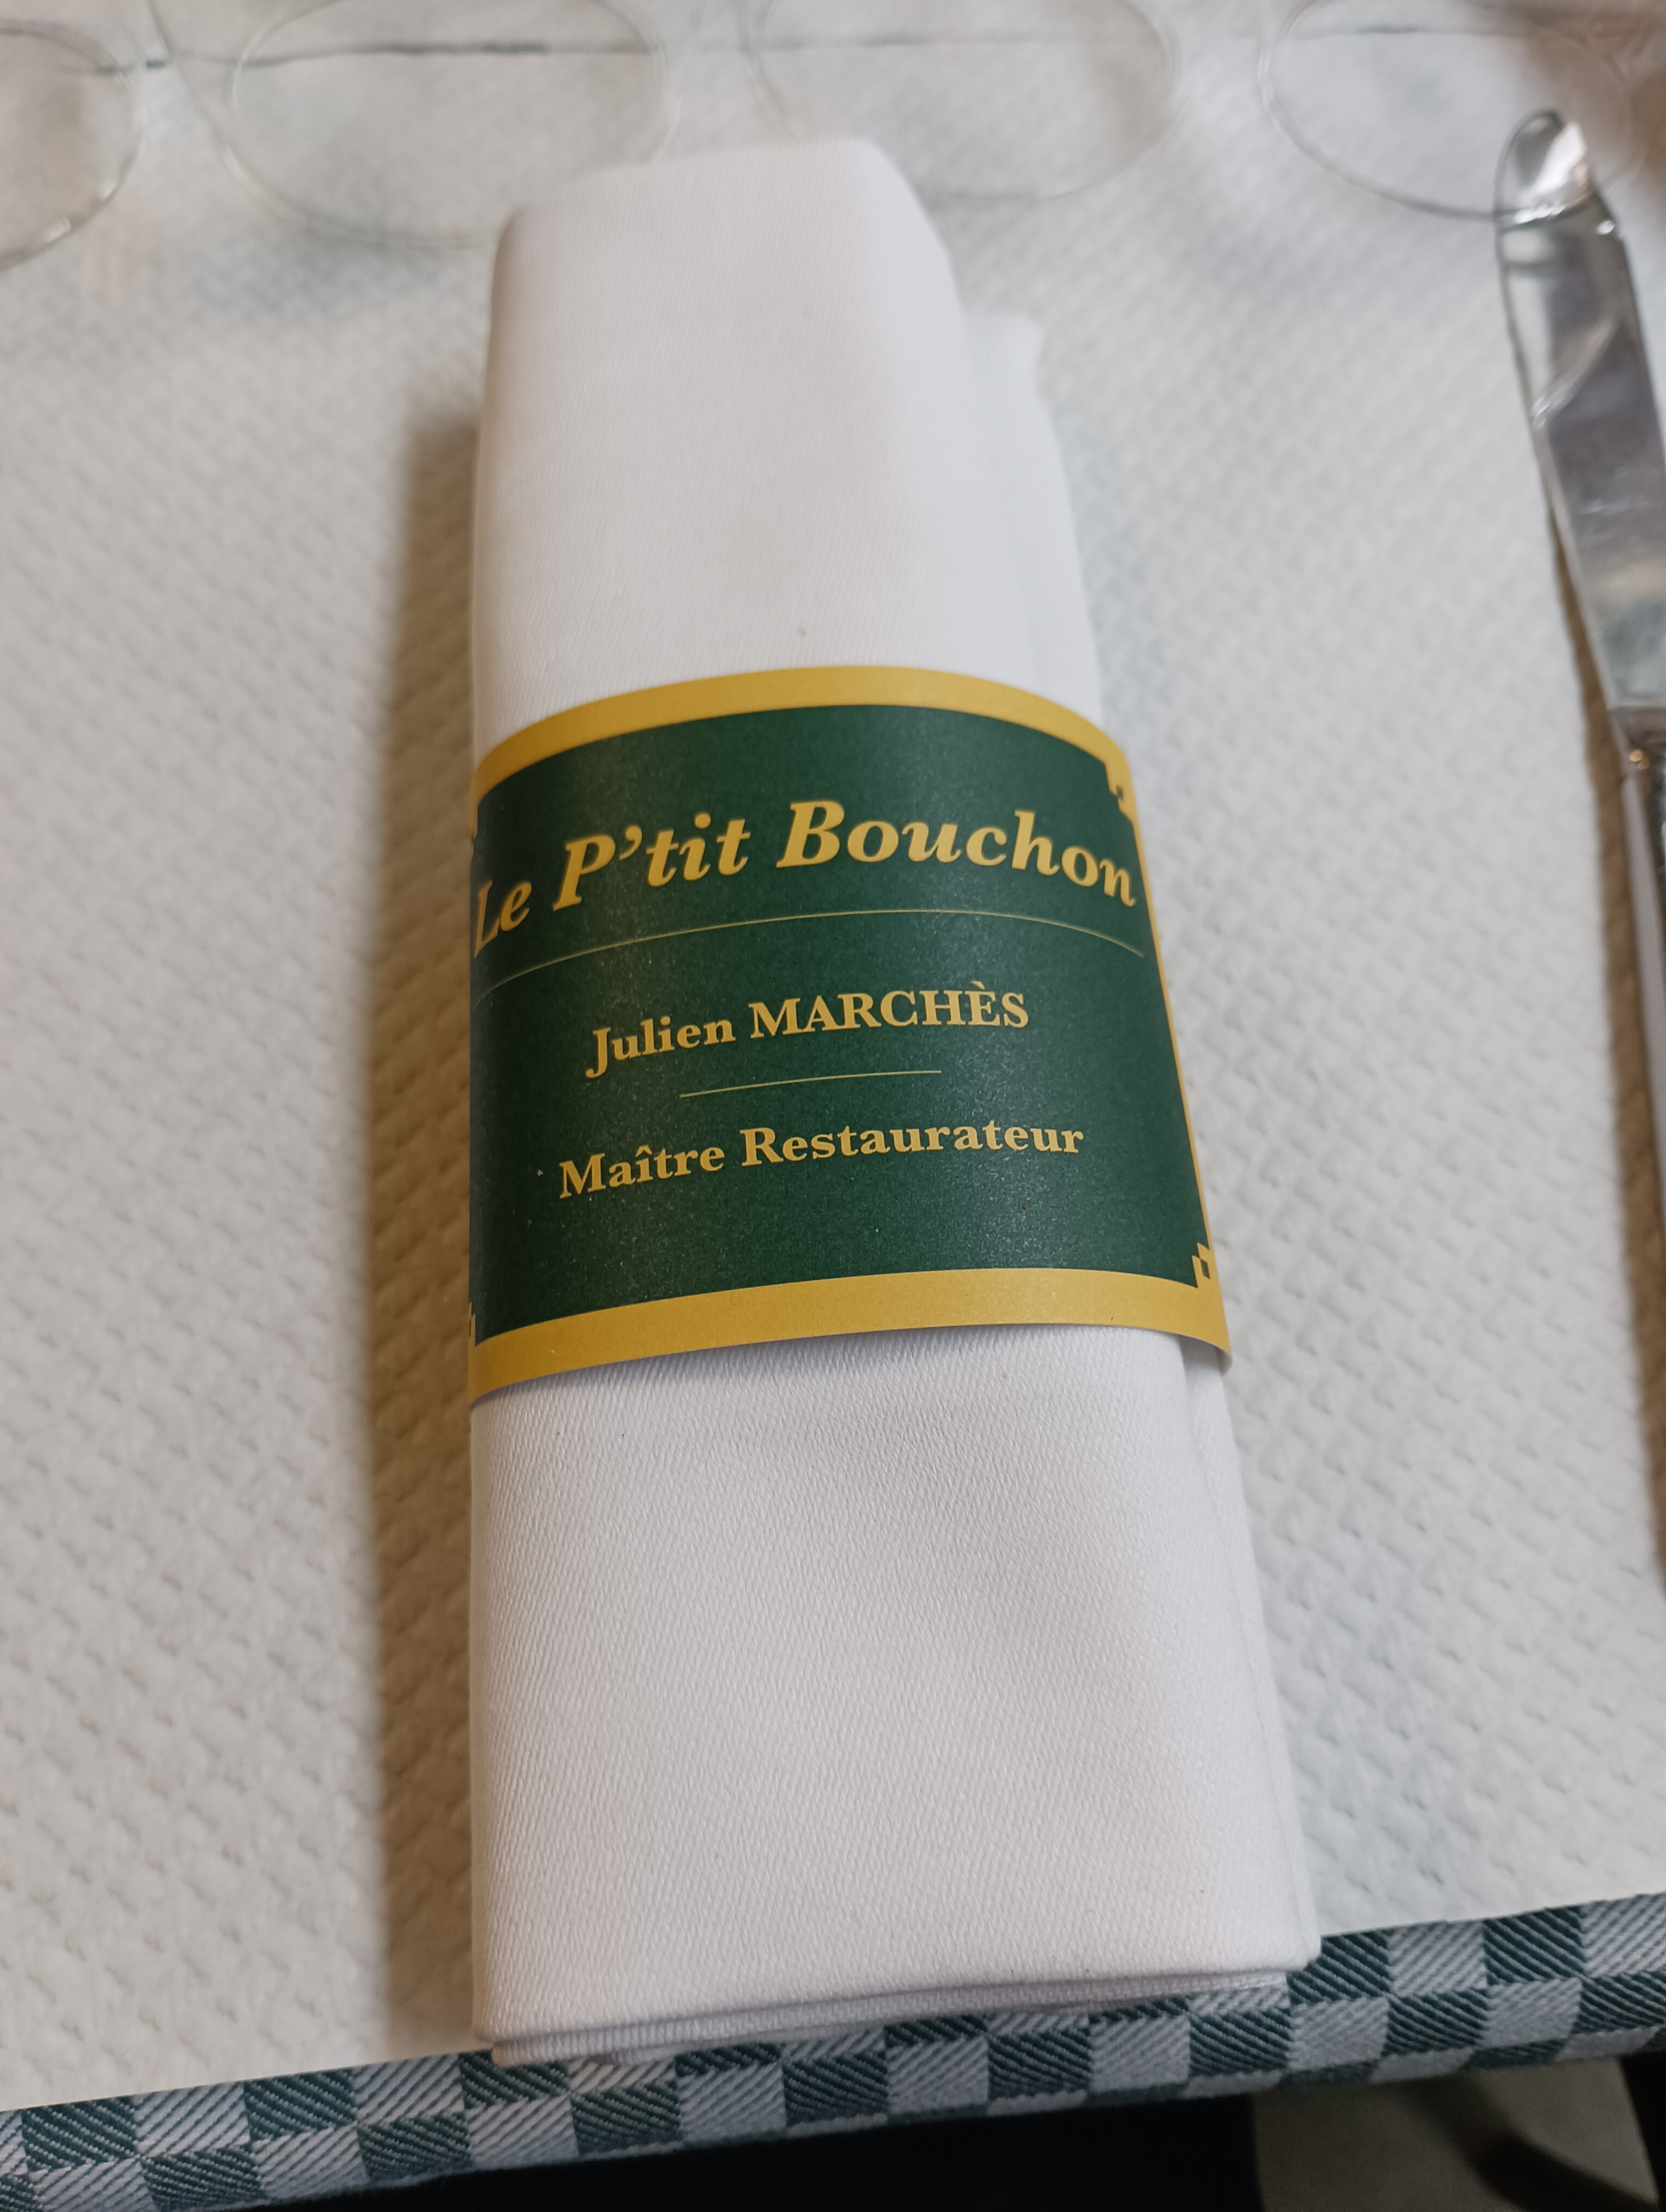 Le P’tit Bouchon
Julien MARCHÈS
Maître Restaurateur